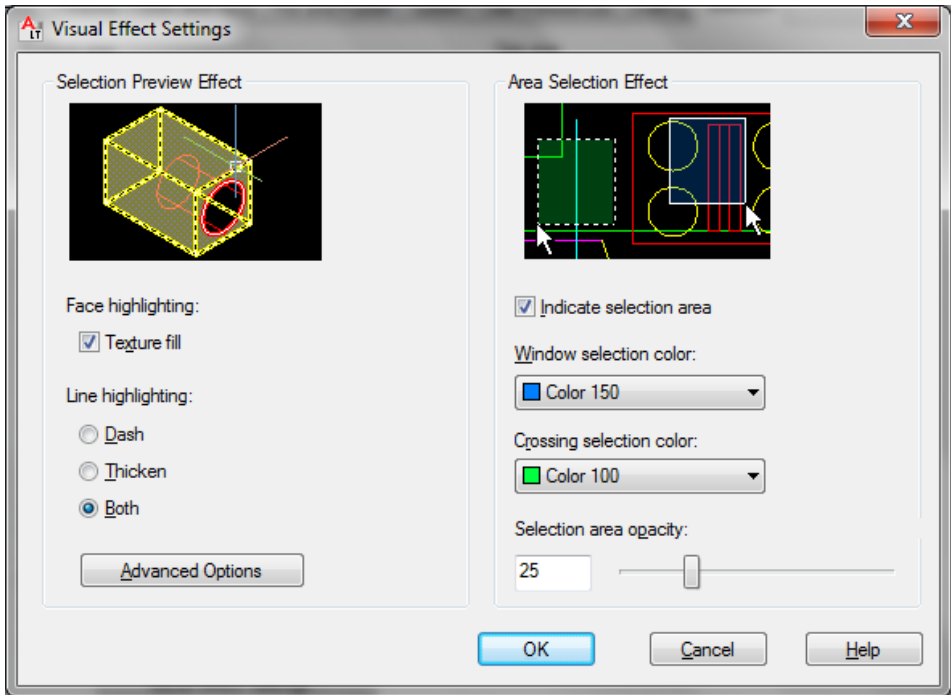 A LT Visual Effect Settings
Selection Preview Effect
Face highlighting:
Texture fill
Line highlighting:
Dash
Thicken
Both
Advanced Options
Area Selection Effect
Indicate selection area
Window selection color:
Color 150
Crossing selection color:
Color 100
Selection area opacity:
25
OK
Cancel
Help